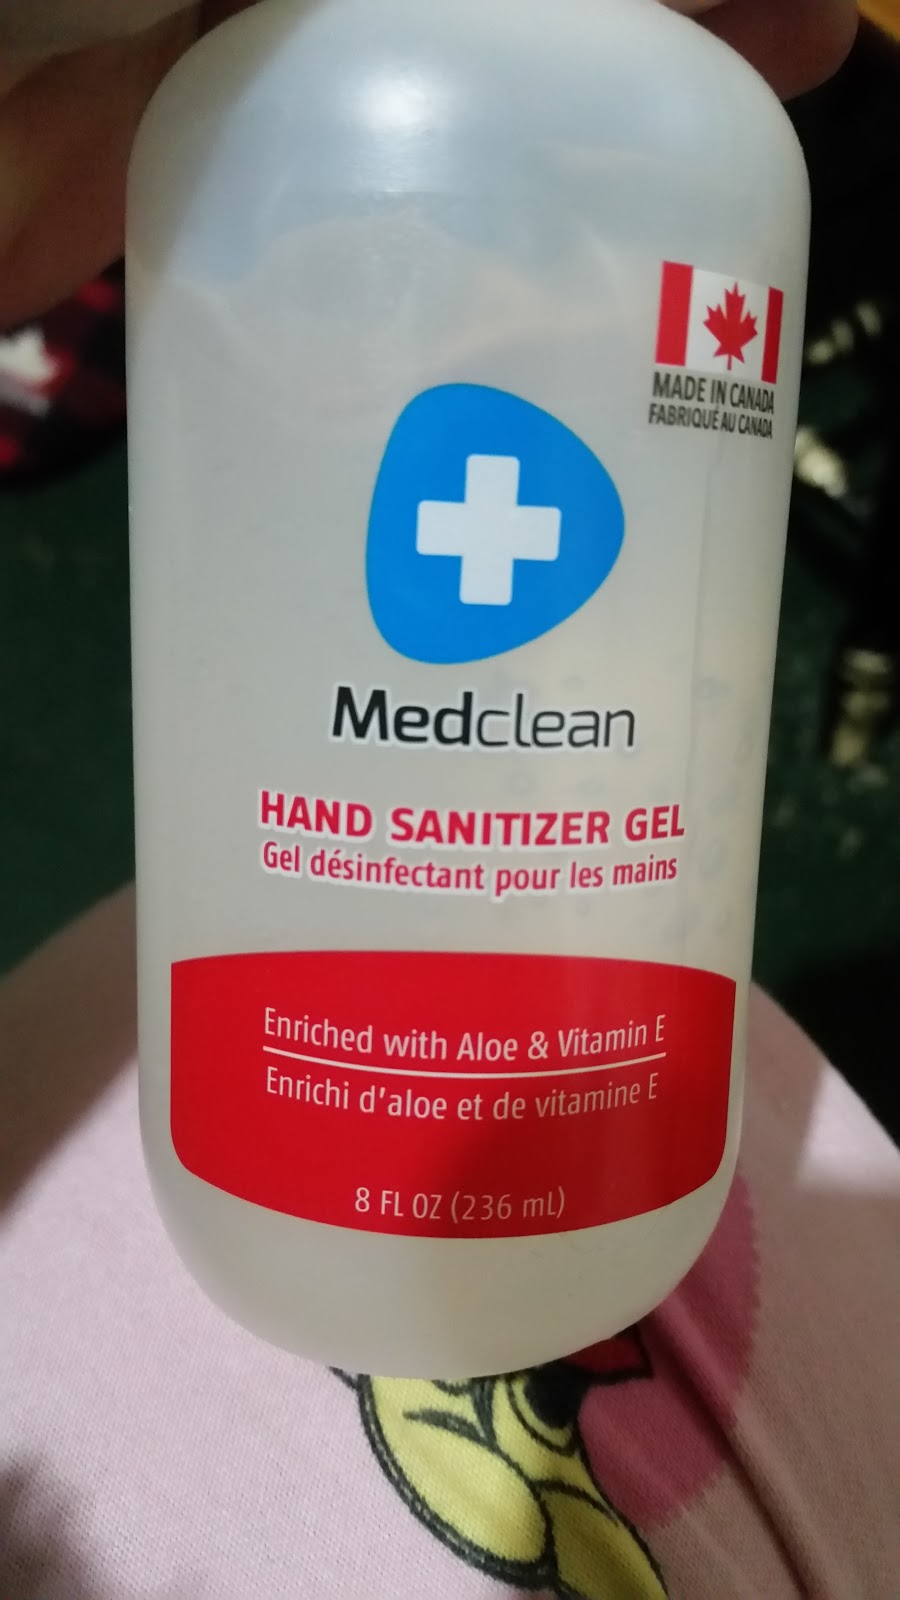 MADE IN CANADA
FABRIQUÉ AU CANADA
Medclean
HAND SANITIZER GEL
Gel désinfectant pour les mains
Enriched with Aloe & Vitamin E
Enrichi d'aloe et de vitamine E
8 FL OZ (236 mL)